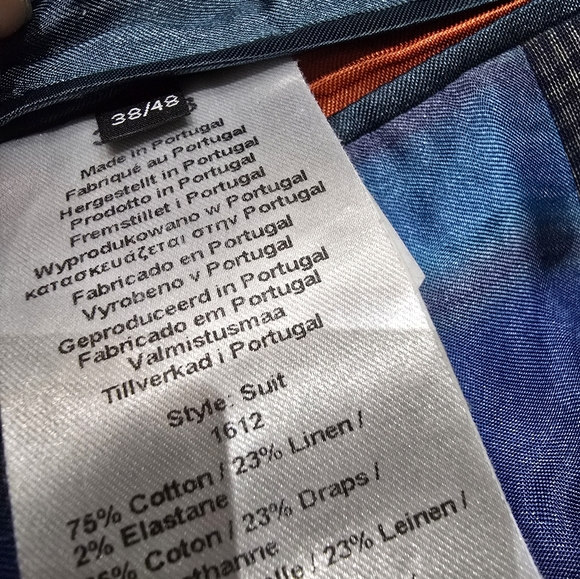 38/48
Made in Portugal
Fabriqué au Portugal
Hergestellt in Portugal
Prodotto in Portugal
Fremstillet i Portugal
Wyprodukowano w Portugal
κατασκευάζεται στην Portugal
Fabricado en Portugal
Vyrobeno v Portugal
Geproduceerd in Portugal
Fabricado em Portugal
Valmistusmaa
Tillverkad i Portugal
Style: Suit
1612
75% Cotton / 23% Linen /
2% Elastane
% Coton / 23% Draps /
/ 23% Leinen /